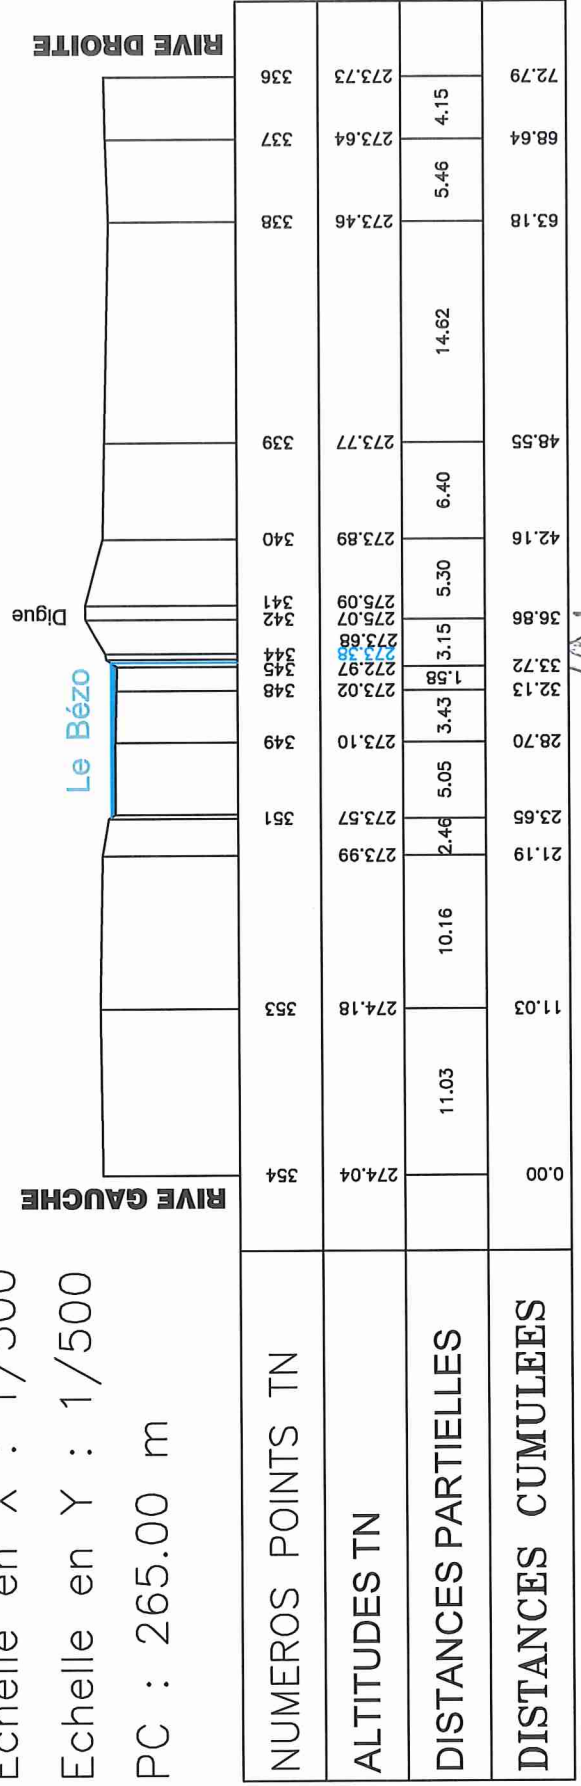 Echelle en X : 1/500
Echelle en Y : 1/500
PC : 265.00 m
RIVE GAUCHE
Le Bézo
Digue
RIVE DROITE
NUMEROS POINTS TN
354 353 351 349 348 345 344 342 341 340 339 338 337 336
ALTITUDES TN
274.04 274.18 273.99 273.57 273.10 273.02 272.97 273.38 273.68 275.07 275.09 273.89 273.77 273.46 273.64 273.73
DISTANCES PARTIELLES
11.03 10.16 2.46 5.05 3.43 1.58 3.15 5.30 6.40 14.62 5.46 4.15
DISTANCES CUMULEES
0.00 11.03 21.19 23.65 28.70 32.13 33.72 36.86 42.16 48.55 63.18 68.64 72.79